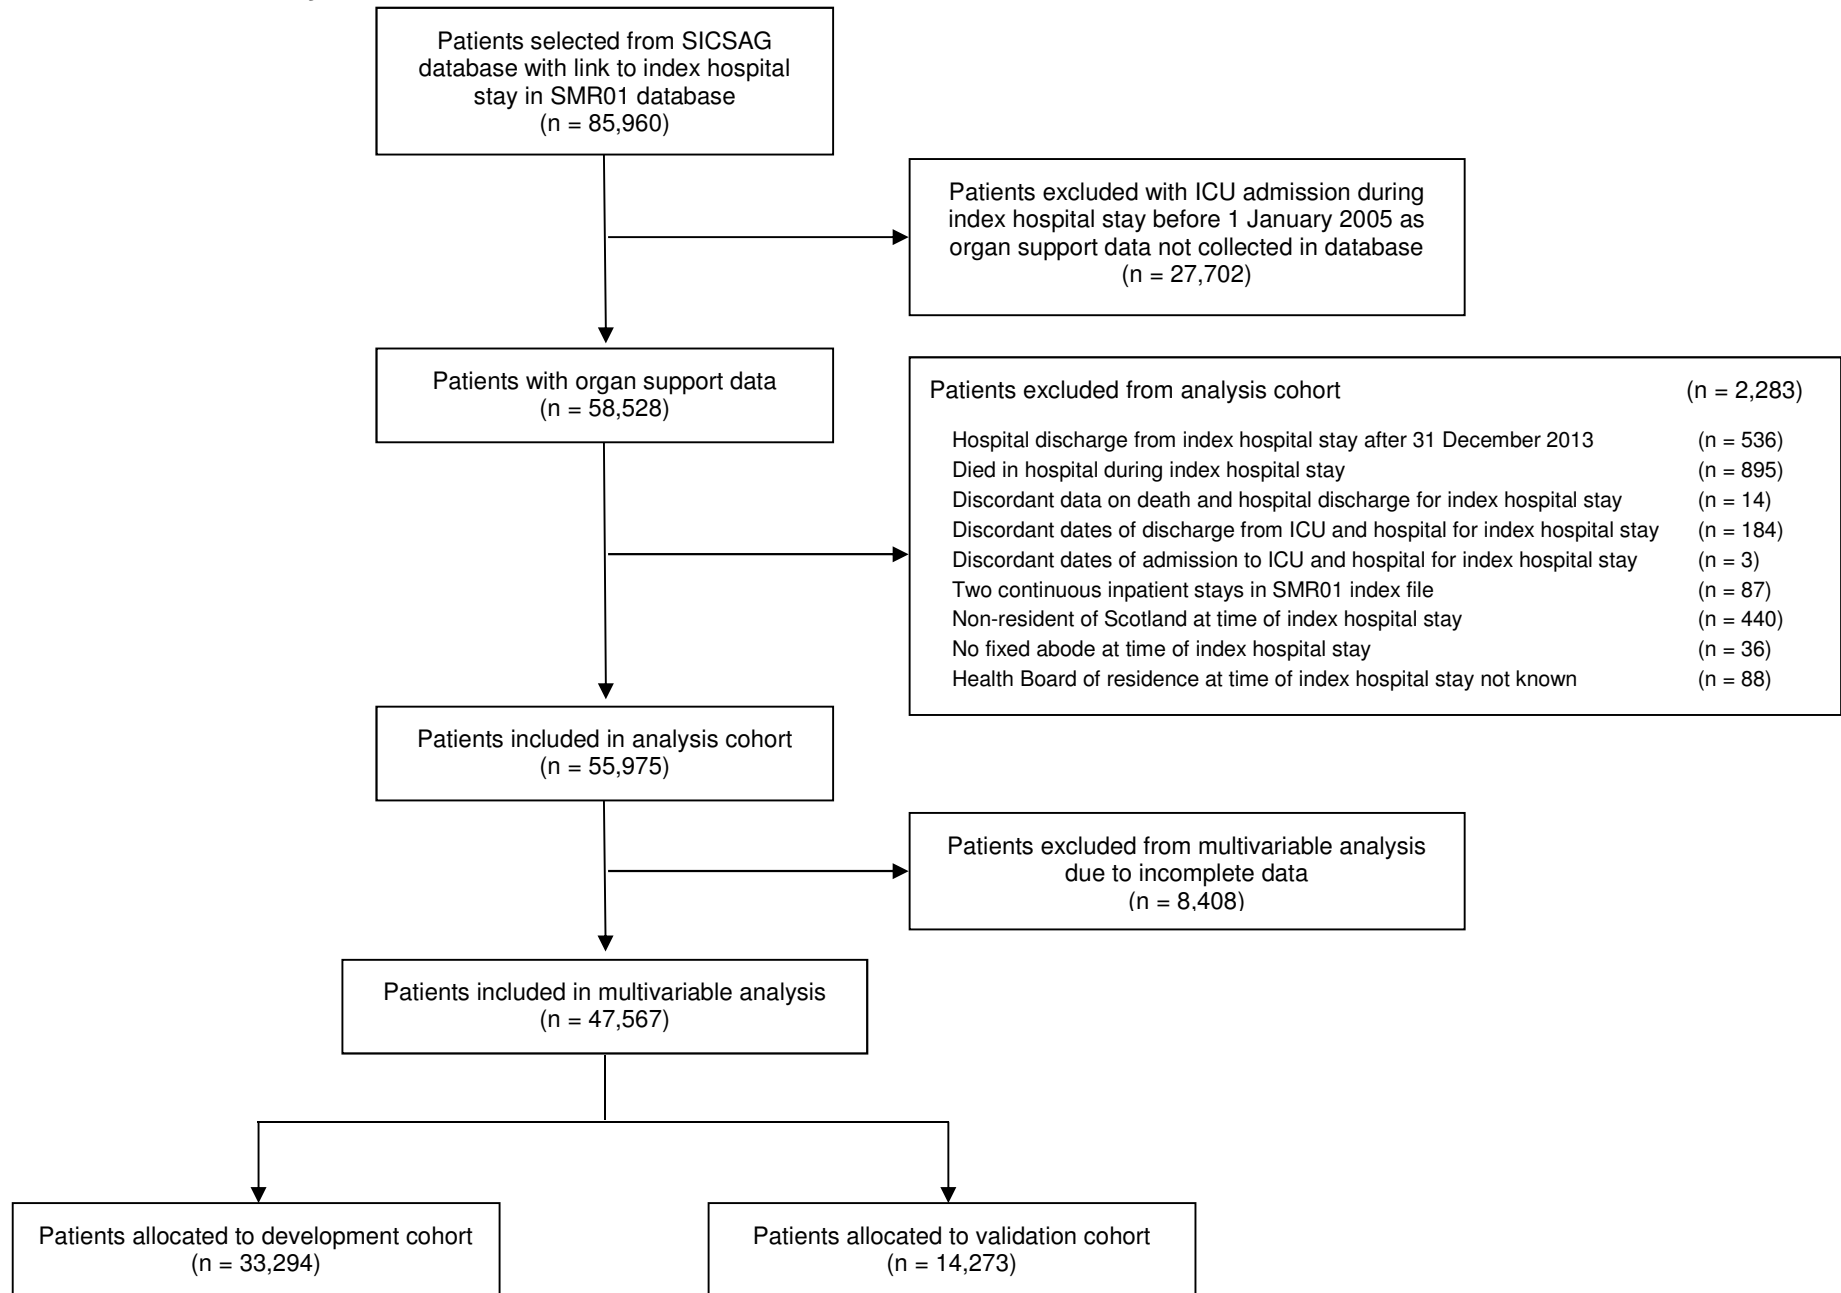 Patients selected from SICSAG
database with link to index hospital
stay in SMR01 database
(n = 85,960)
Patients excluded with ICU admission during
index hospital stay before 1 January 2005 as
organ support data not collected in database
(n = 27,702)
Patients with organ support data
(n = 58,528)
Patients excluded from analysis cohort (n = 2,283)
Hospital discharge from index hospital stay after 31 December 2013 (n = 536)
Died in hospital during index hospital stay (n = 895)
Discordant data on death and hospital discharge for index hospital stay (n = 14)
Discordant dates of discharge from ICU and hospital for index hospital stay (n = 184)
Discordant dates of admission to ICU and hospital for index hospital stay (n = 3)
Two continuous inpatient stays in SMR01 index file (n = 87)
Non-resident of Scotland at time of index hospital stay (n = 440)
No fixed abode at time of index hospital stay (n = 36)
Health Board of residence at time of index hospital stay not known (n = 88)
Patients included in analysis cohort
(n = 55,975)
Patients excluded from multivariable analysis
due to incomplete data
(n = 8,408)
Patients included in multivariable analysis
(n = 47,567)
Patients allocated to development cohort
(n = 33,294)
Patients allocated to validation cohort
(n = 14,273)